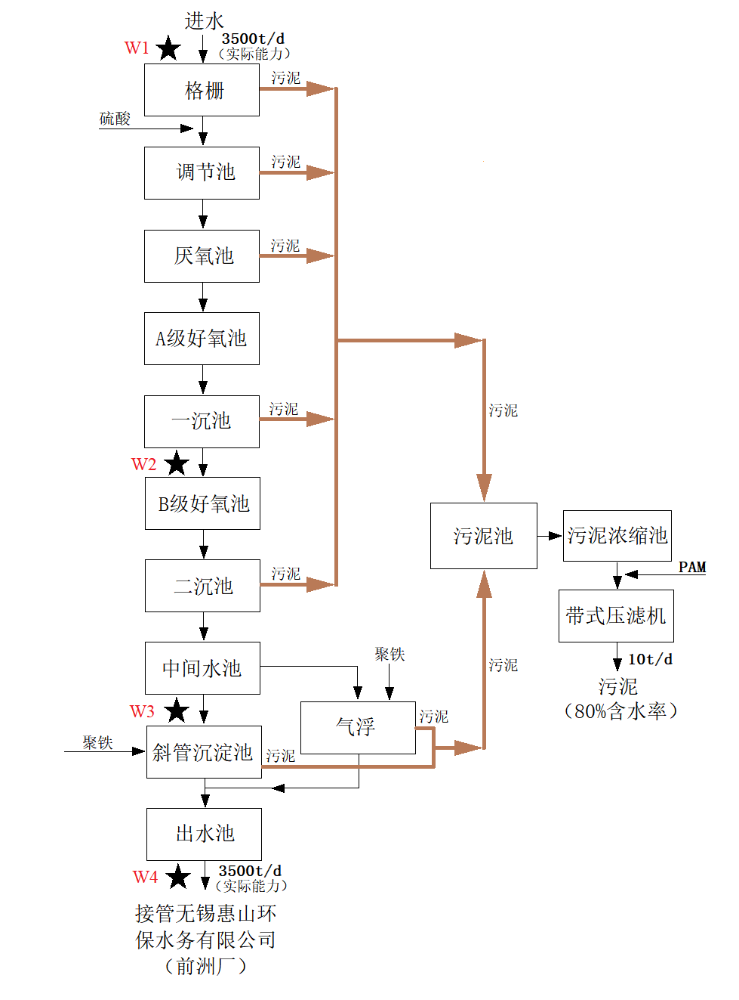 进水
W1
3500t/d
（实际能力）
格栅
污泥
硫酸
调节池
污泥
厌氧池
污泥
A级好氧池
一沉池
污泥
污泥
W2
B级好氧池
污泥池
污泥浓缩池
二沉池
污泥
PAM
带式压滤机
中间水池
聚铁
污泥
10t/d
污泥
（80%含水率）
W3
气浮
污泥
聚铁
斜管沉淀池
污泥
出水池
W4
3500t/d
（实际能力）
接管无锡惠山环
保水务有限公司
（前洲厂）